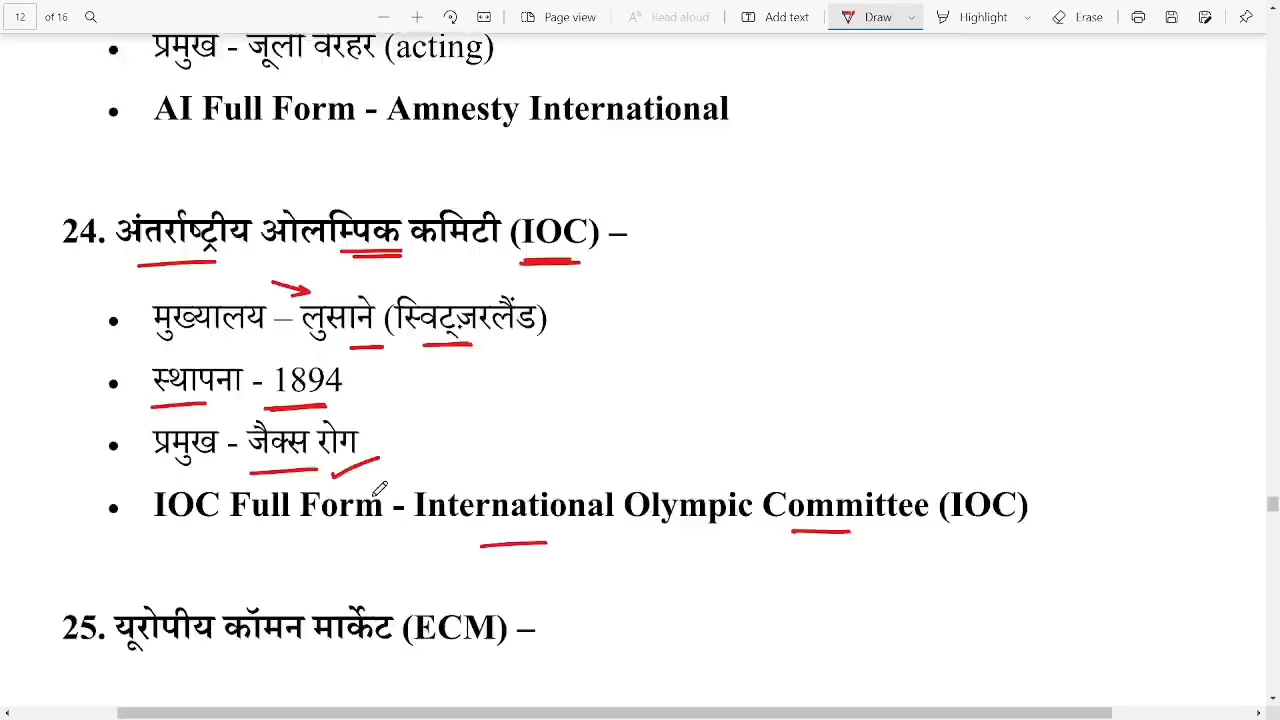 12 of 16 Page view Read aloud Add text Draw Highlight Erase
प्रमुख - जूली वरहर (acting)
AI Full Form - Amnesty International
24. अंतर्राष्ट्रीय ओलम्पिक कमिटी (IOC) –
मुख्यालय – लुसाने (स्विट्ज़रलैंड)
स्थापना - 1894
प्रमुख - जैक्स रोग
IOC Full Form - International Olympic Committee (IOC)
25. यूरोपीय कॉमन मार्केट (ECM) –